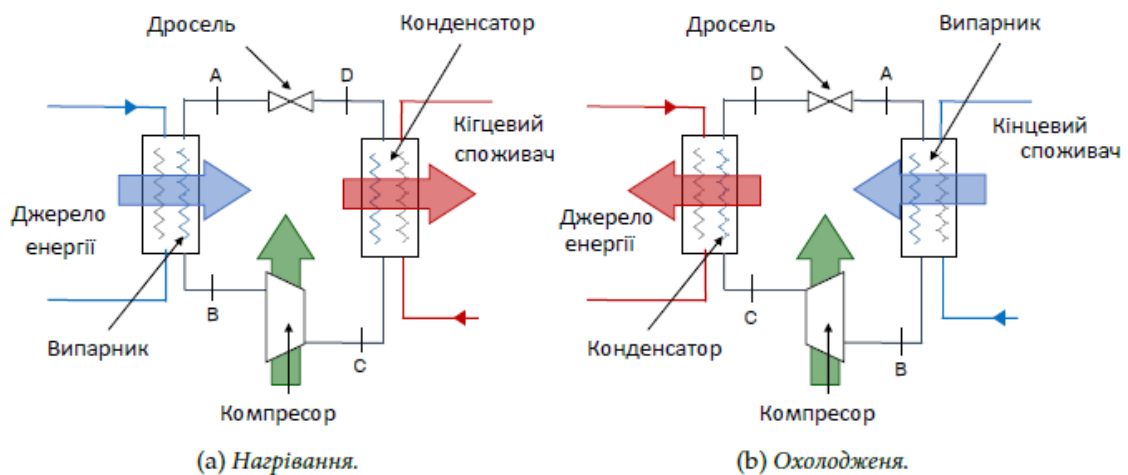 Дросель
Конденсатор
A
D
Кігцевий
споживач
Джерело
енергії
B
C
Випарник
Компресор
(a) Нагрівання.
Дросель
Випарник
D
A
Кінцевий
споживач
Джерело
енергії
C
B
Конденсатор
Компресор
(b) Охолодженя.